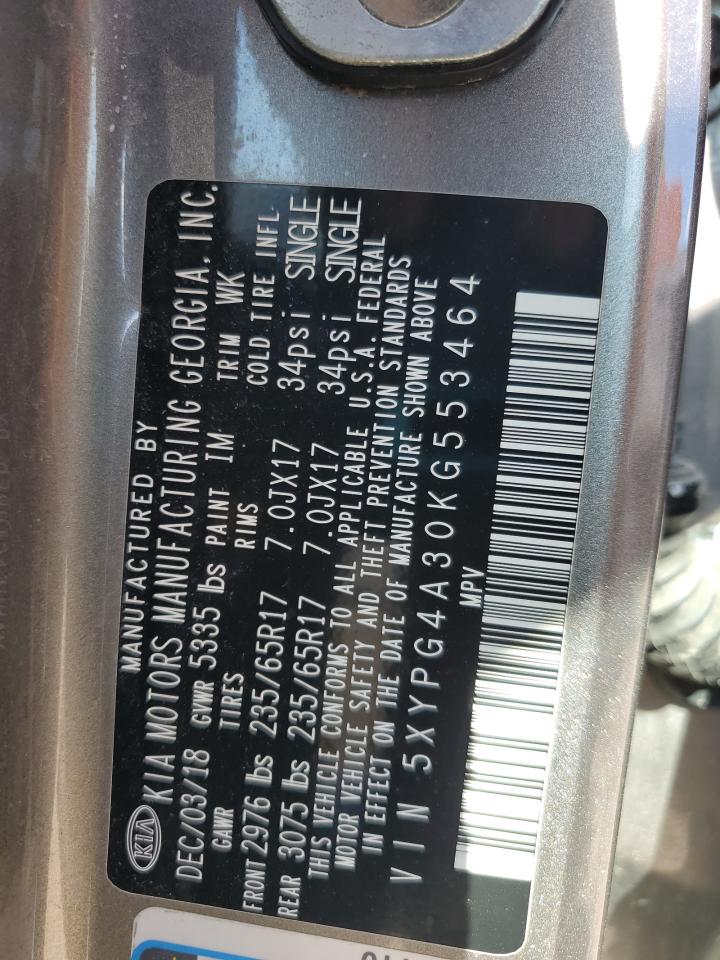 MANUFACTURED BY
KIA KIA MOTORS MANUFACTURING GEORGIA, INC.
DEC/03/18 GVWR 5335 lbs PAINT IM TRIM WK
GAWR TIRES RIMS COLD TIRE INFL
FRONT 2976 lbs 235/65R17 7.0JX17 34psi SINGLE
REAR 3075 lbs 235/65R17 7.0JX17 34psi SINGLE
THIS VEHICLE CONFORMS TO ALL APPLICABLE U.S.A. FEDERAL
MOTOR VEHICLE SAFETY AND THEFT PREVENTION STANDARDS
IN EFFECT ON THE DATE OF MANUFACTURE SHOWN ABOVE
VIN 5XYPG4A30KG553464
MPV